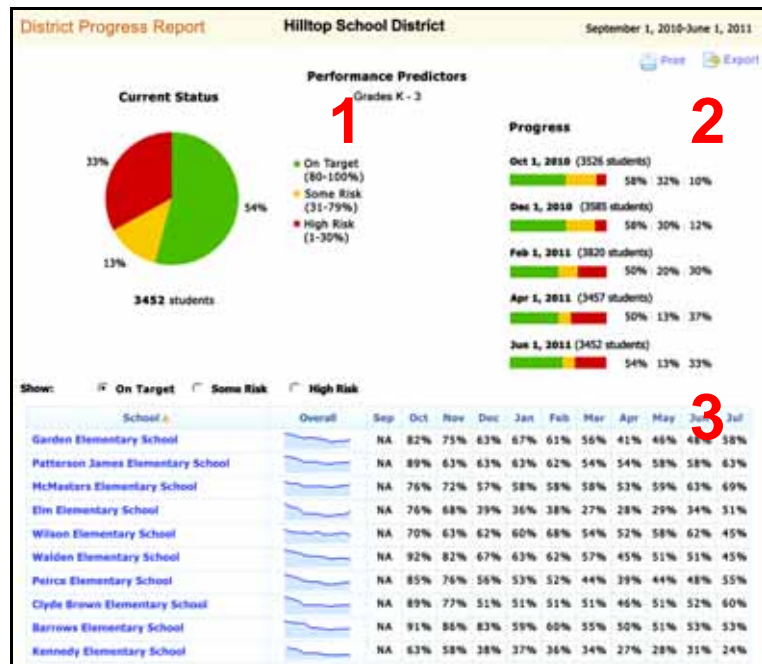 District Progress Report Hilltop School District September 1, 2010-June 1, 2011
Print Export
Performance Predictors
Grades K - 3
Current Status
1
33%
54%
13%
3452 students
On Target
(80-100%)
Some Risk
(31-79%)
High Risk
(1-30%)
2
Progress
Oct 1, 2010 (3526 students)
58% 32% 10%
Dec 1, 2010 (3585 students)
58% 30% 12%
Feb 1, 2011 (3820 students)
50% 20% 30%
Apr 1, 2011 (3457 students)
50% 13% 37%
Jun 1, 2011 (3452 students)
54% 13% 33%
Show: On Target Some Risk High Risk
3
School Overall Sep Oct Nov Dec Jan Feb Mar Apr May Jun Jul
Garden Elementary School NA 82% 75% 63% 67% 61% 56% 41% 46% 48% 58%
Patterson James Elementary School NA 89% 63% 63% 63% 62% 54% 54% 58% 58% 63%
McMasters Elementary School NA 76% 72% 57% 58% 58% 58% 53% 59% 63% 69%
Elm Elementary School NA 76% 68% 39% 36% 38% 27% 28% 29% 34% 51%
Wilson Elementary School NA 70% 63% 62% 60% 68% 54% 52% 58% 62% 45%
Walden Elementary School NA 92% 82% 67% 63% 62% 57% 45% 51% 51% 45%
Peirce Elementary School NA 85% 76% 56% 53% 52% 44% 39% 44% 48% 55%
Clyde Brown Elementary School NA 89% 77% 51% 51% 51% 51% 46% 51% 52% 60%
Barrows Elementary School NA 91% 86% 83% 59% 60% 55% 50% 51% 53% 53%
Kennedy Elementary School NA 63% 58% 38% 37% 36% 34% 27% 28% 31% 24%